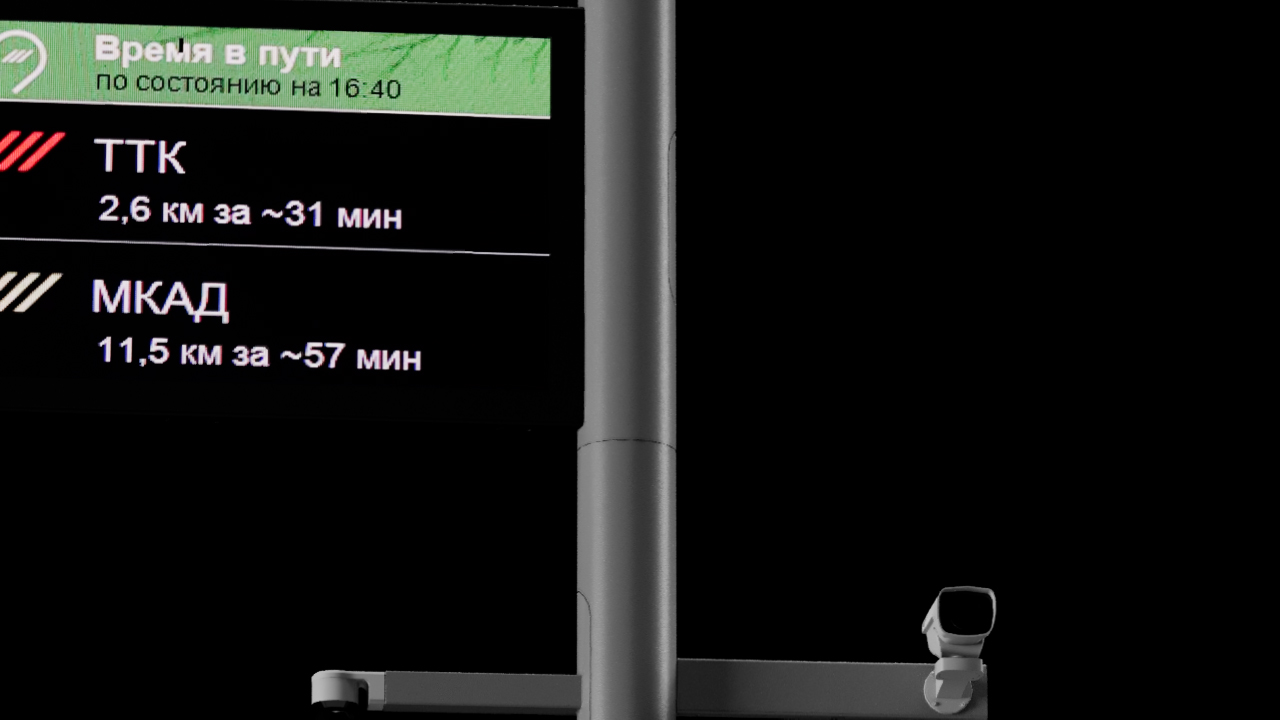 Время в пути
по состоянию на 16:40
ТТК
2,6 км за ~31 мин
МКАД
11,5 км за ~57 мин